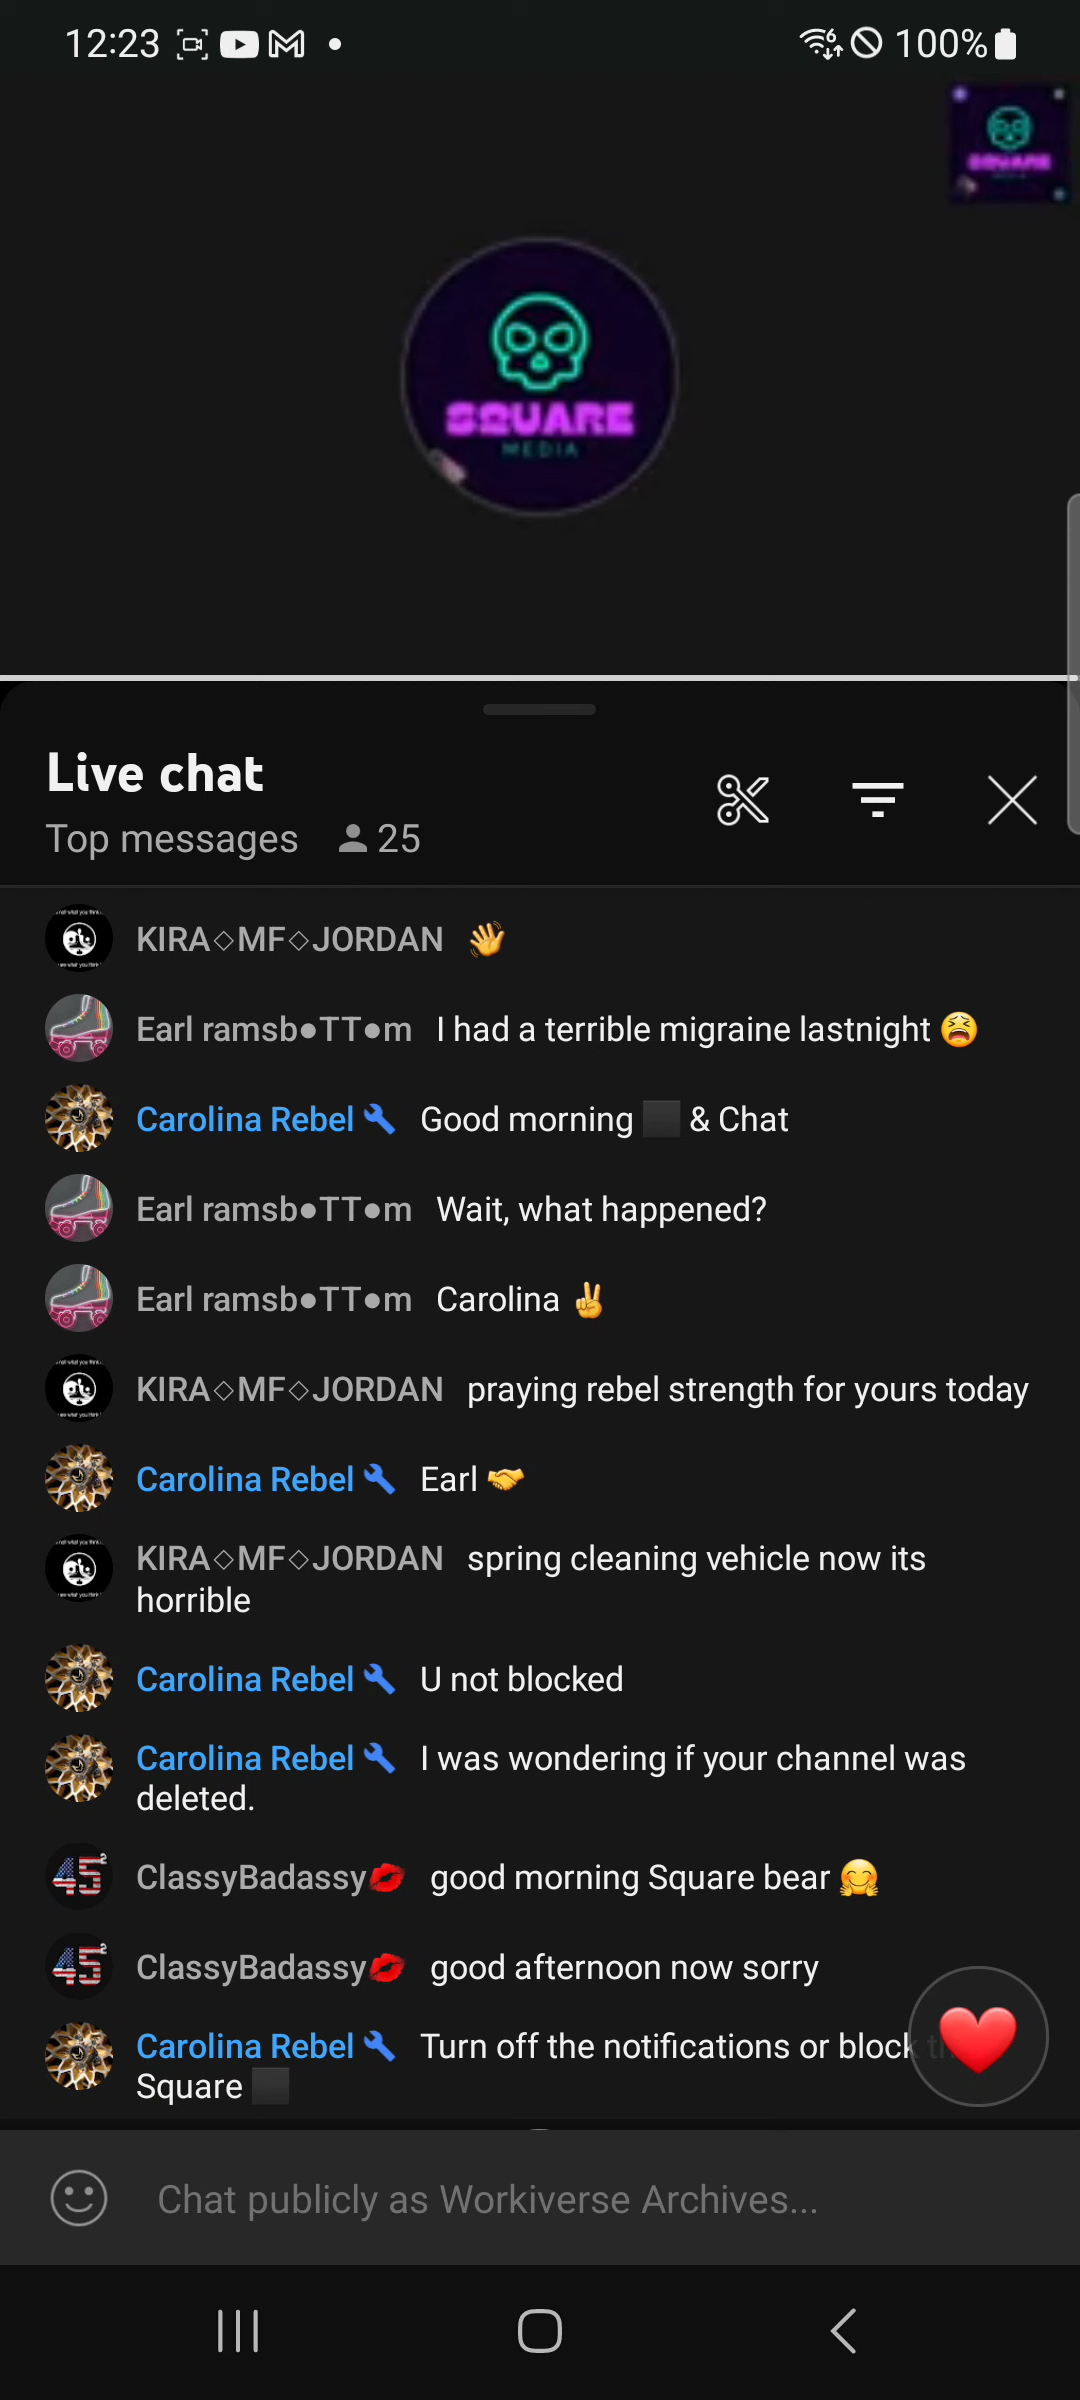 12:23
100%
SQUARE
SQUARE
MEDIA
Live chat
Top messages 25
KIRA◇MF◇JORDAN 👋
Earl ramsb●TT●m I had a terrible migraine lastnight 😫
Carolina Rebel Good morning ⬛ & Chat
Earl ramsb●TT●m Wait, what happened?
Earl ramsb●TT●m Carolina ✌️
KIRA◇MF◇JORDAN praying rebel strength for yours today
Carolina Rebel Earl 🤝
KIRA◇MF◇JORDAN spring cleaning vehicle now its
horrible
Carolina Rebel U not blocked
Carolina Rebel I was wondering if your channel was
deleted.
45²
ClassyBadassy💋 good morning Square bear 🤗
45²
ClassyBadassy💋 good afternoon now sorry
Carolina Rebel Turn off the notifications or block
Square ⬛
Chat publicly as Workiverse Archives...